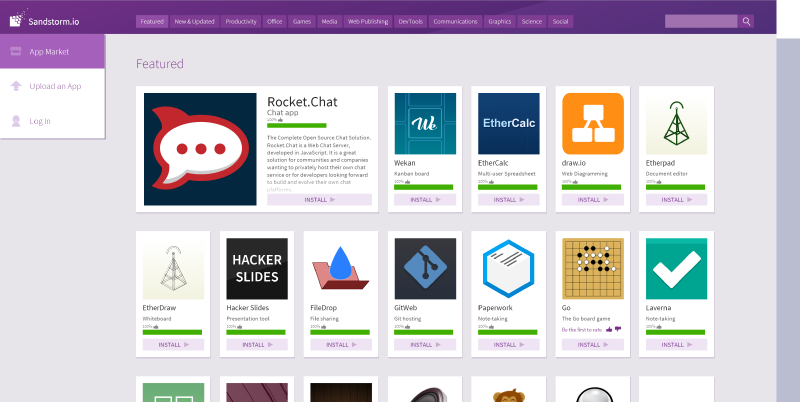 Sandstorm.io
Featured
New & Updated
Productivity
Office
Games
Media
Web Publishing
DevTools
Communications
Graphics
Science
Social
App Market
Upload an App
Log in
Featured
Rocket.Chat
Chat app
100%
The Complete Open Source Chat Solution.
Rocket.Chat is a Web Chat Server,
developed in JavaScript. It is a great
solution for communities and companies
wanting to privately host their own chat
service or for developers looking forward
to build and evolve their own chat
platforms.
INSTALL
We
Wekan
Kanban board
100%
INSTALL
EtherCalc
EtherCalc
Multi-user Spreadsheet
100%
INSTALL
draw.io
Web Diagramming
100%
INSTALL
Etherpad
Document editor
100%
INSTALL
EtherDraw
Whiteboard
100%
INSTALL
HACKER
SLIDES
Hacker Slides
Presentation tool
100%
INSTALL
FileDrop
File sharing
100%
INSTALL
GitWeb
Git hosting
100%
INSTALL
Paperwork
Note-taking
100%
INSTALL
Go
The Go board game
Be the first to rate
INSTALL
Laverna
Note-taking
100%
INSTALL